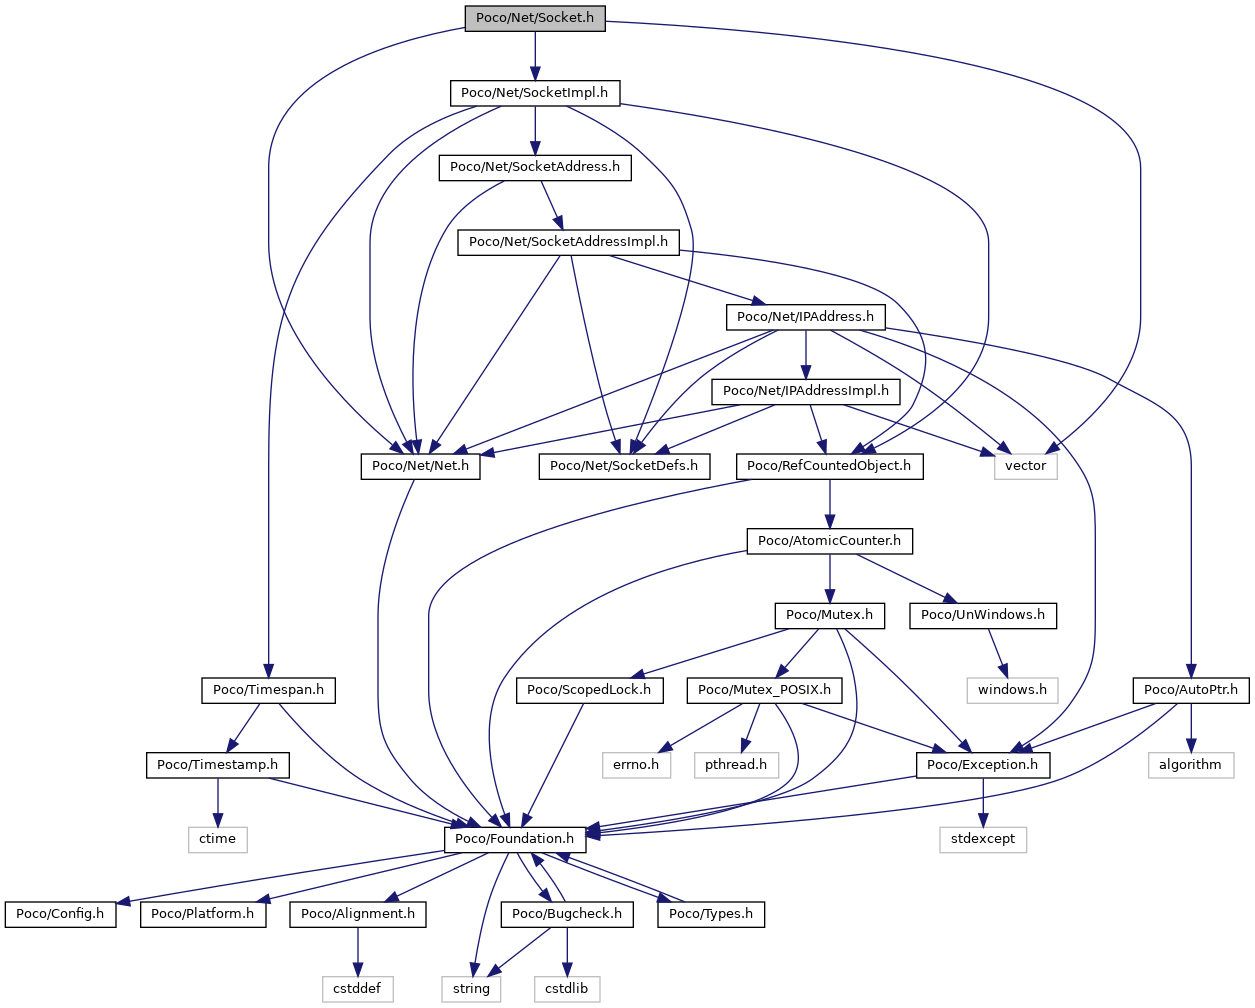 Poco/Net/Socket.h
Poco/Net/SocketImpl.h
Poco/Net/SocketAddress.h
Poco/Net/SocketAddressImpl.h
Poco/Net/IPAddress.h
Poco/Net/IPAddressImpl.h
Poco/Net/Net.h
Poco/Net/SocketDefs.h
Poco/RefCountedObject.h
vector
Poco/AtomicCounter.h
Poco/Mutex.h
Poco/UnWindows.h
Poco/Timespan.h
Poco/ScopedLock.h
Poco/Mutex_POSIX.h
windows.h
Poco/AutoPtr.h
Poco/Timestamp.h
errno.h
pthread.h
Poco/Exception.h
algorithm
ctime
Poco/Foundation.h
stdexcept
Poco/Config.h
Poco/Platform.h
Poco/Alignment.h
Poco/Bugcheck.h
Poco/Types.h
cstddef
string
cstdlib